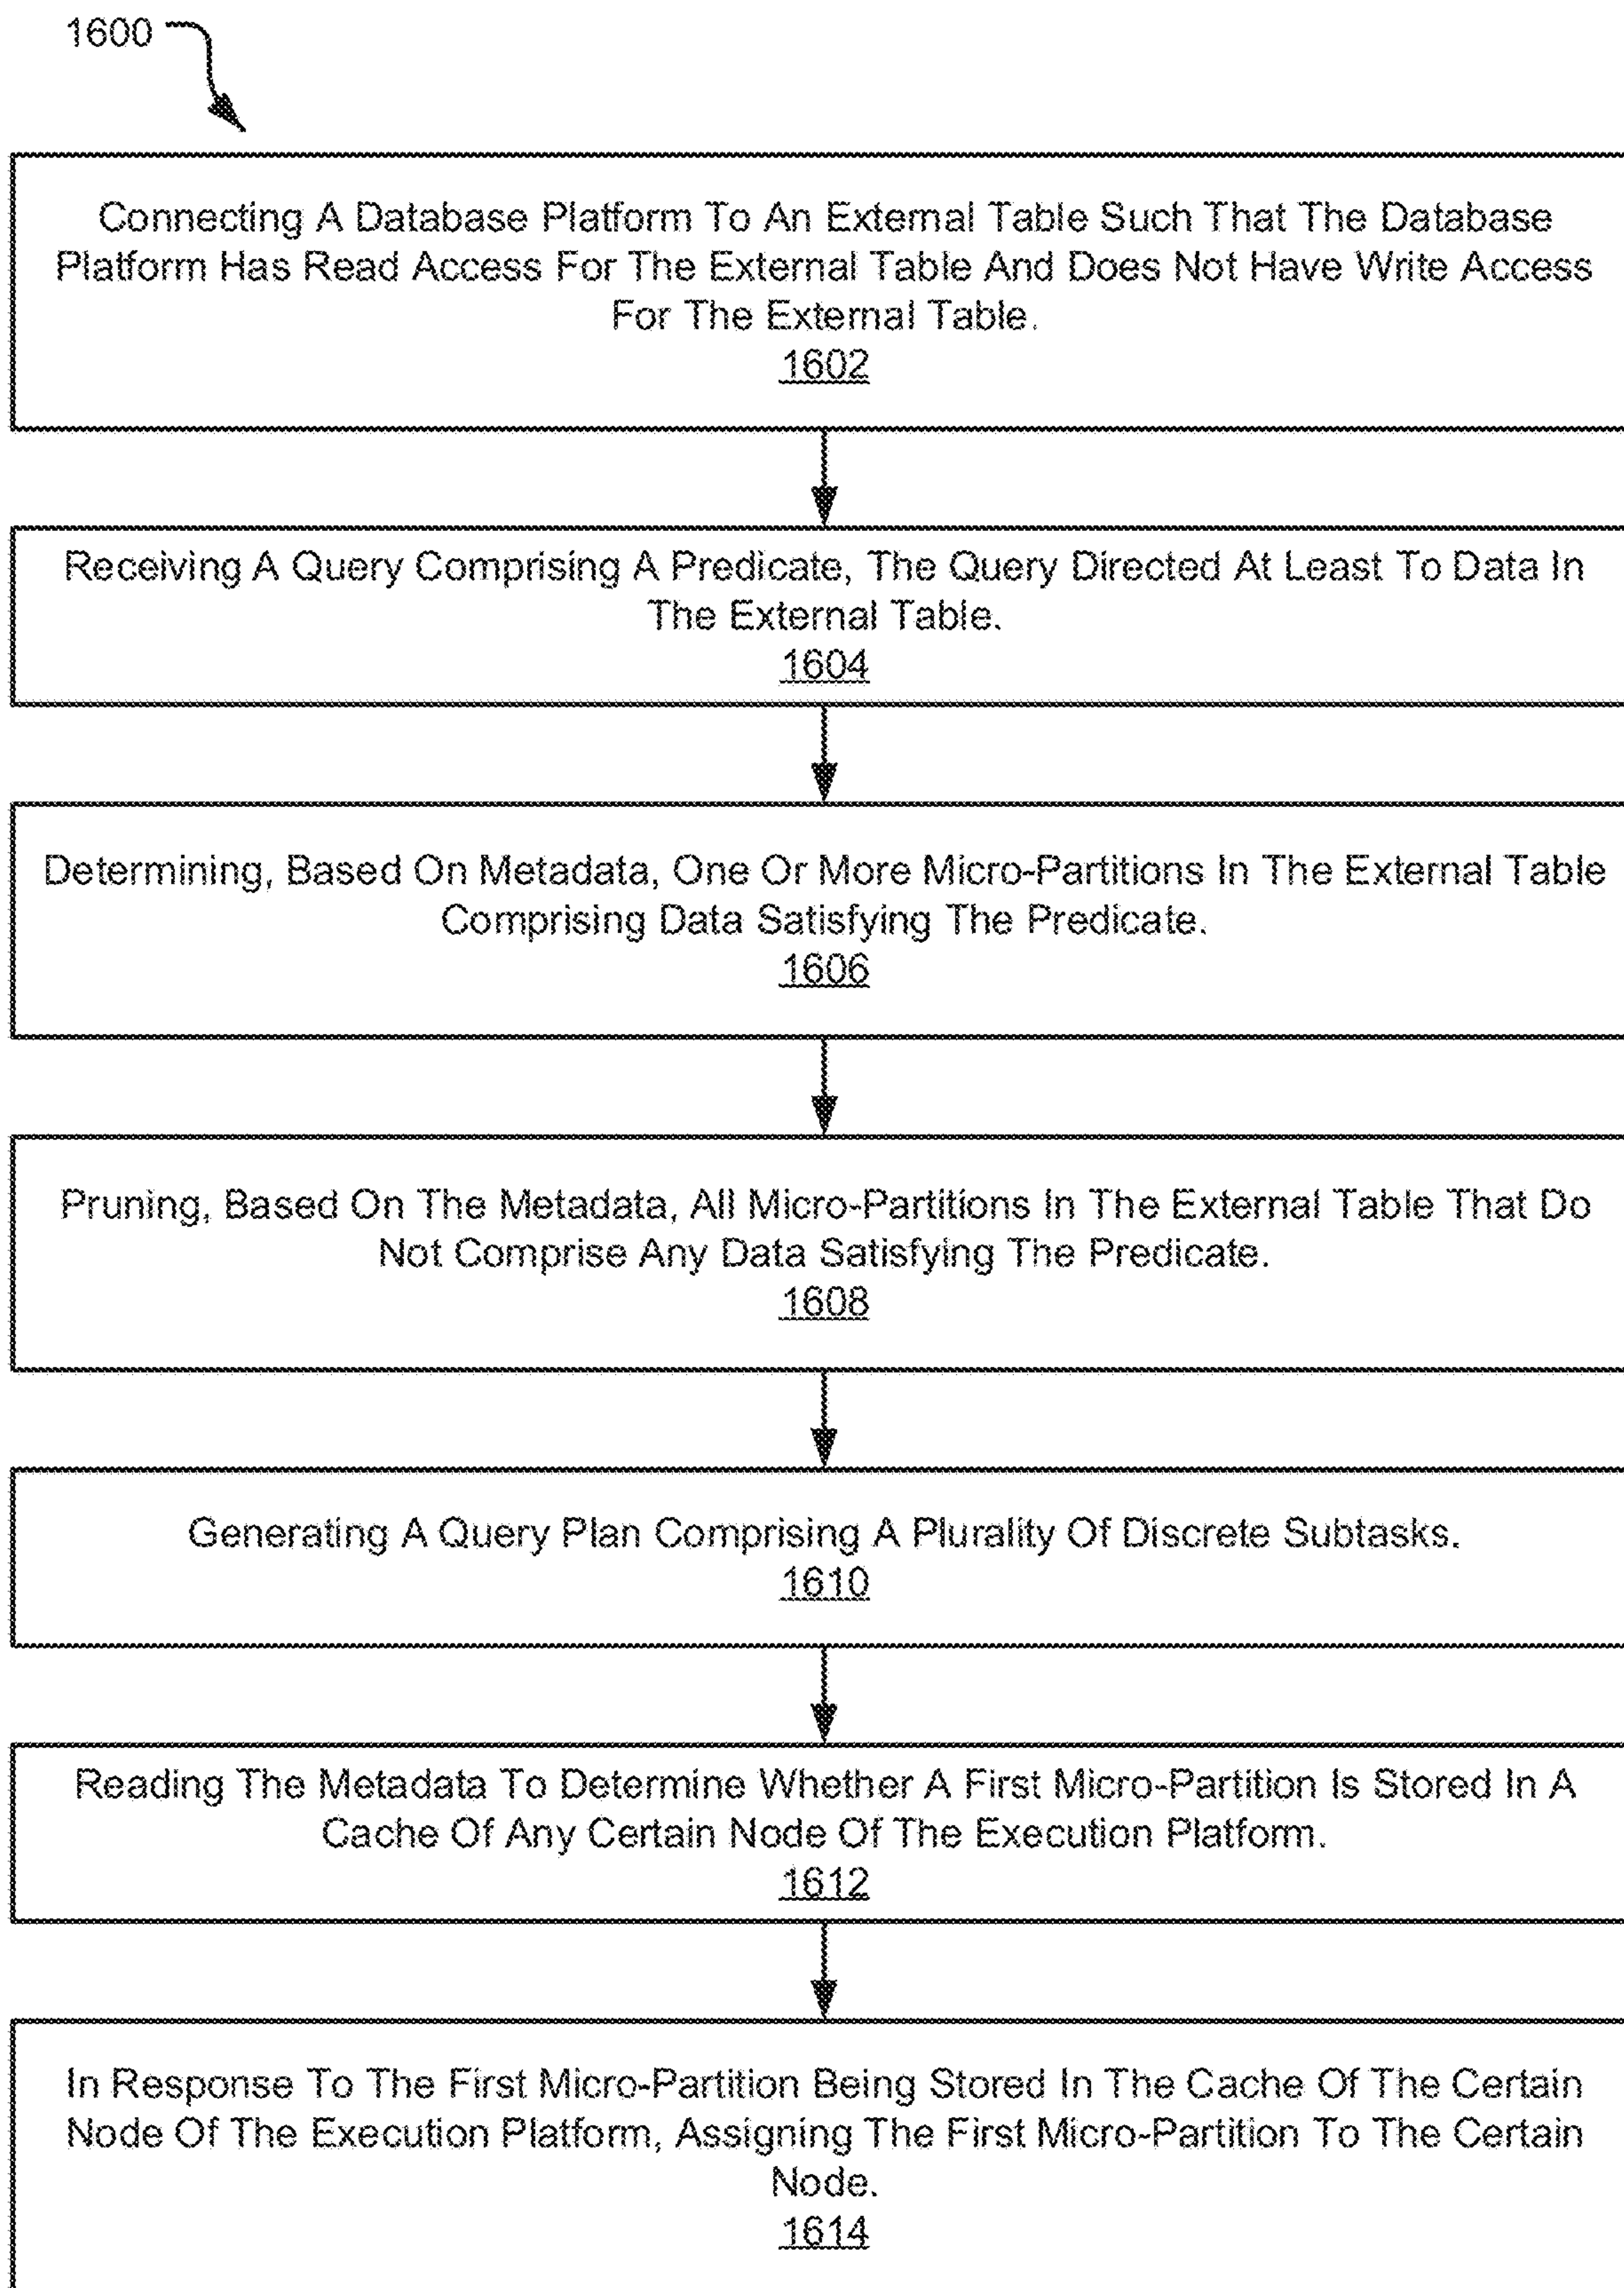 1600
Connecting A Database Platform To An External Table Such That The Database
Platform Has Read Access For The External Table And Does Not Have Write Access
For The External Table.
1602
Receiving A Query Comprising A Predicate, The Query Directed At Least To Data In
The External Table.
1604
Determining, Based On Metadata, One Or More Micro-Partitions In The External Table
Comprising Data Satisfying The Predicate.
1606
Pruning, Based On The Metadata, All Micro-Partitions In The External Table That Do
Not Comprise Any Data Satisfying The Predicate.
1608
Generating A Query Plan Comprising A Plurality Of Discrete Subtasks.
1610
Reading The Metadata To Determine Whether A First Micro-Partition Is Stored In A
Cache Of Any Certain Node Of The Execution Platform.
1612
In Response To The First Micro-Partition Being Stored In The Cache Of The Certain
Node Of The Execution Platform, Assigning The First Micro-Partition To The Certain
Node.
1614